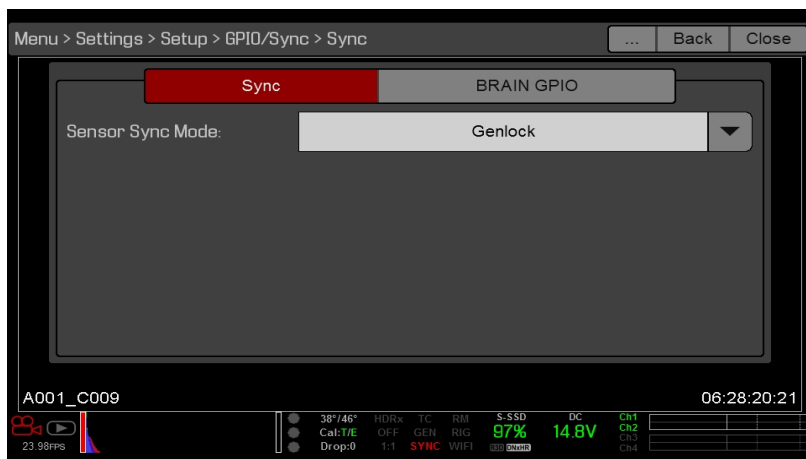 Menu > Settings > Setup > GPIO/Sync > Sync ... Back Close
Sync BRAIN GPIO
Sensor Sync Mode: Genlock
A001_C009 06:28:20:21
38°/46° HDRx TC RM S-SSD DC Ch1
Cal:T/E OFF GEN RIG 97% 14.8V Ch2
23.98FPS Drop:0 1:1 SYNC WIFI DNxHR Ch3
Ch4